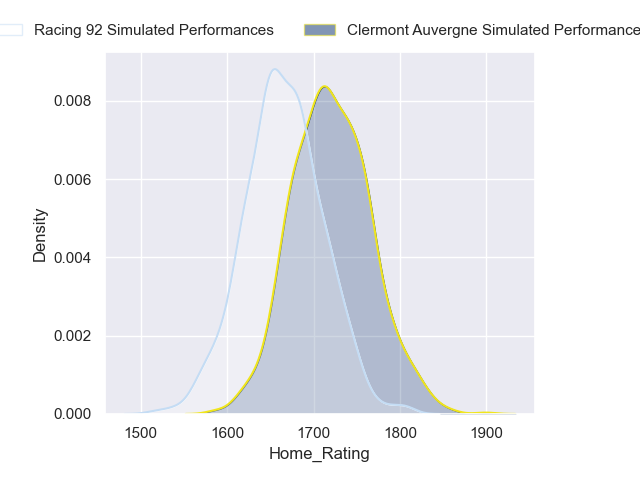 Racing 92 Simulated Performances
Clermont Auvergne Simulated Performance
Density
0.008
0.006
0.004
0.002
0.000
1500 1600 1700 1800 1900
Home_Rating